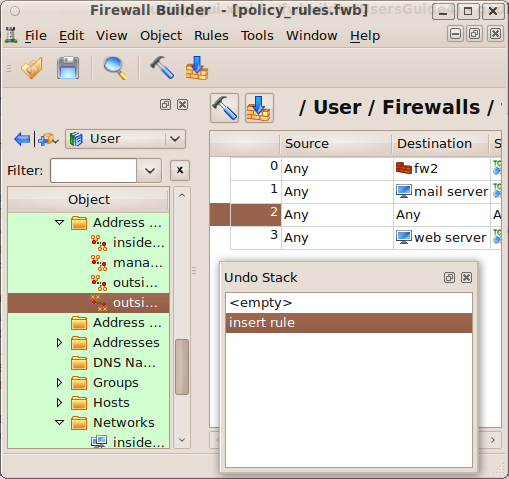 Firewall Builder - [policy_rules.fwb]
File Edit View Object Rules Tools Window Help
/ User / Firewalls /
User
Filter:
Object
Address ...
inside...
mana...
outsi...
outsi...
Address ...
Addresses
DNS Na...
Groups
Hosts
Networks
inside...
Source Destination S
0 Any fw2
1 Any mail server
2 Any Any A
3 Any web server
Undo Stack
<empty>
insert rule